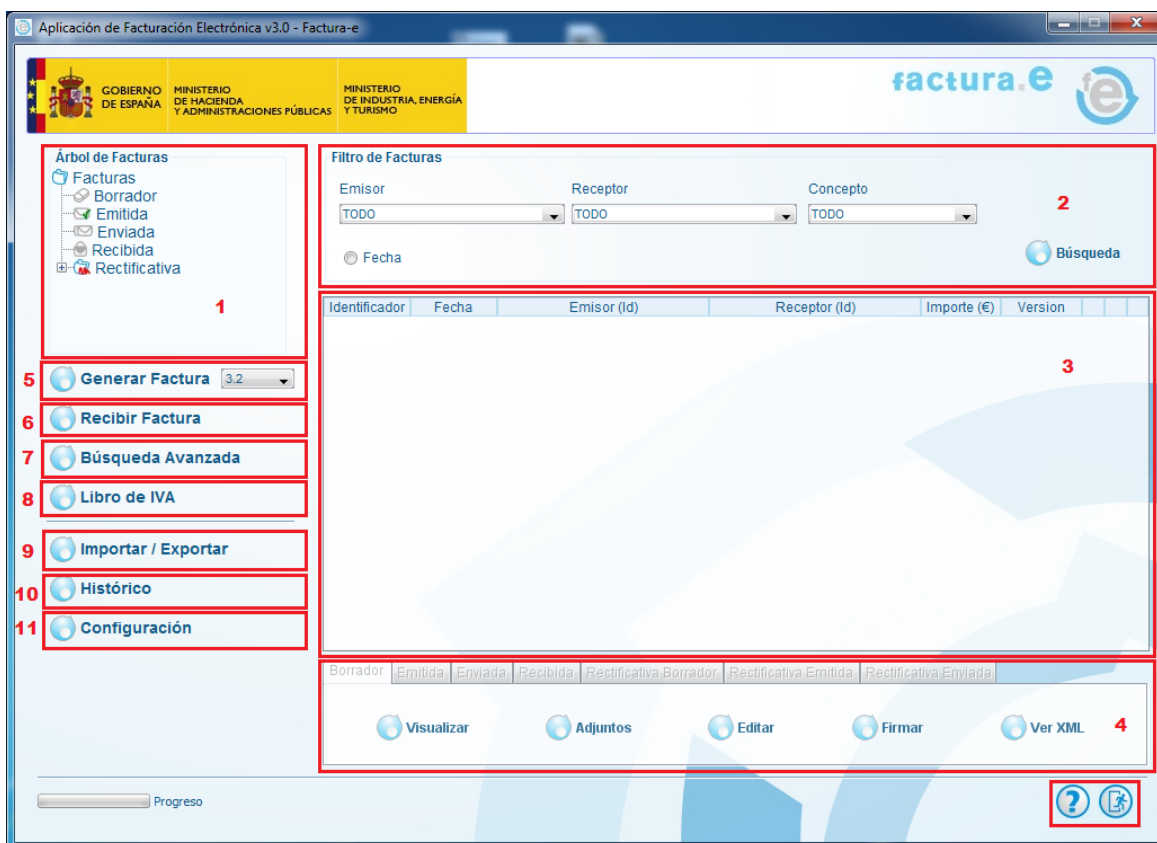 Aplicación de Facturación Electrónica v3.0 - Factura-e
GOBIERNO DE ESPAÑA
MINISTERIO DE HACIENDA Y ADMINISTRACIONES PÚBLICAS
MINISTERIO DE INDUSTRIA, ENERGÍA Y TURISMO
factura.e
fe
Árbol de Facturas
Facturas
Borrador
Emitida
Enviada
Recibida
Rectificativa
1
Filtro de Facturas
Emisor Receptor Concepto
TODO TODO TODO
2
Fecha
Búsqueda
Identificador Fecha Emisor (Id) Receptor (Id) Importe (€) Version
3
5 Generar Factura 3.2
6 Recibir Factura
7 Búsqueda Avanzada
8 Libro de IVA
9 Importar / Exportar
10 Histórico
11 Configuración
Borrador Emitida Enviada Recibida Rectificativa Borrador Rectificativa Emitida Rectificativa Enviada
Visualizar Adjuntos Editar Firmar Ver XML 4
Progreso
?